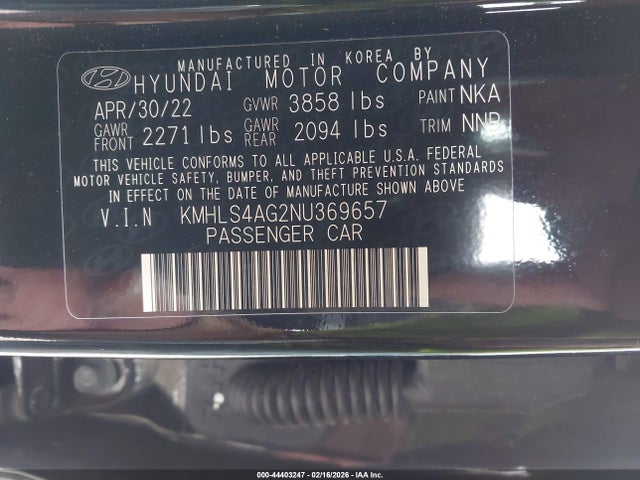 MANUFACTURED IN KOREA BY
HYUNDAI MOTOR COMPANY
APR/30/22 GVWR 3858 lbs PAINT NKA
GAWR FRONT 2271 lbs GAWR REAR 2094 lbs TRIM NNB
THIS VEHICLE CONFORMS TO ALL APPLICABLE U.S.A. FEDERAL
MOTOR VEHICLE SAFETY, BUMPER, AND THEFT PREVENTION STANDARDS IN
EFFECT ON THE DATE OF MANUFACTURE SHOWN ABOVE.
V.I.N KMHLS4AG2NU369657
PASSENGER CAR
000-44403247 - 02/16/2026 - IAA Inc.